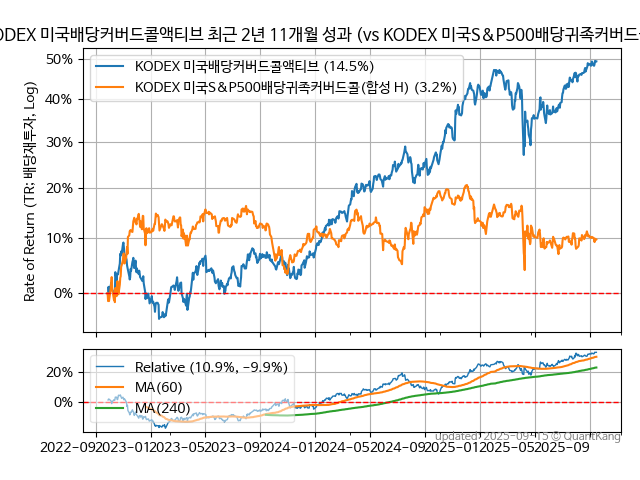 ODEX 미국배당커버드콜액티브 최근 2년 11개월 성과 (vs KODEX 미국S&P500배당귀족커버드
KODEX 미국배당커버드콜액티브 (14.5%)
KODEX 미국S&P500배당귀족커버드콜(합성 H) (3.2%)
50%
40%
30%
20%
10%
0%
Rate of Return (TR: 배당재투자, Log)
Relative (10.9%, −9.9%)
MA(60)
MA(240)
20%
0%
2022-09 2023-01 2023-05 2023-09 2024-01 2024-05 2024-09 2025-01 2025-05 2025-09
updated: 2025-09-15 © QuantKang